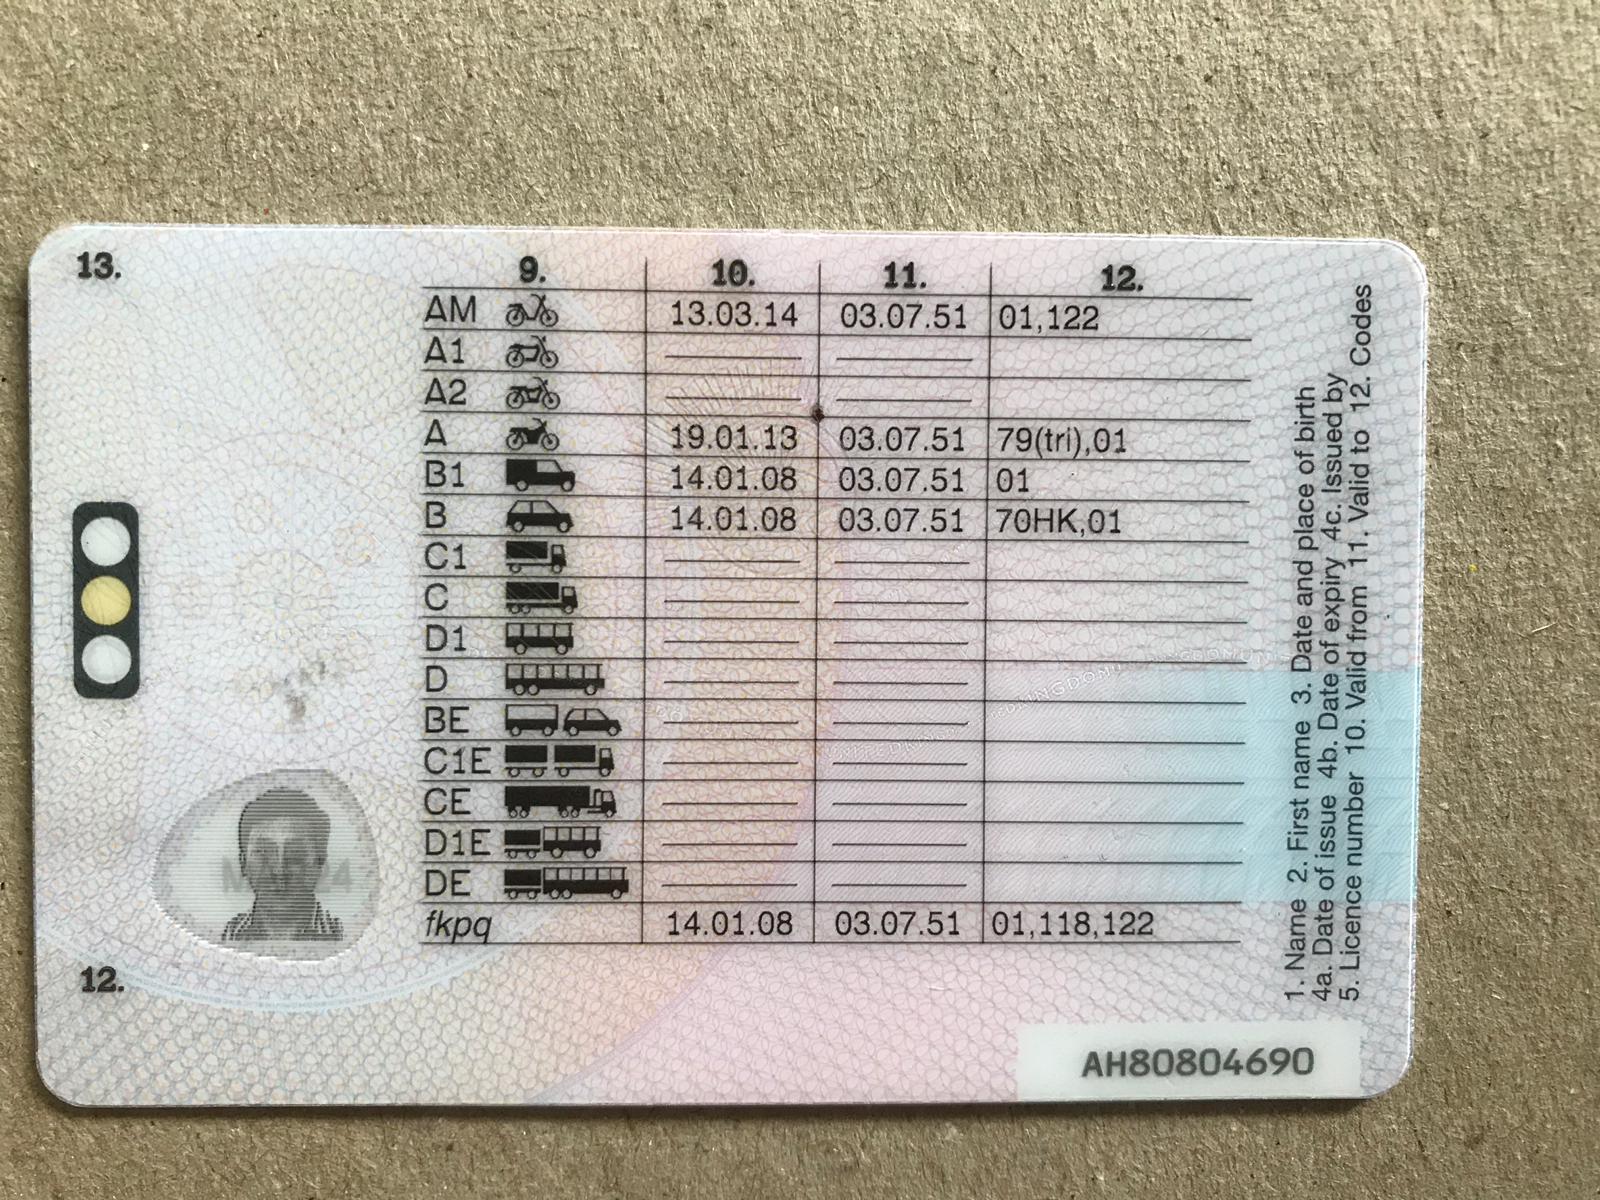 13.
9. 10. 11. 12.
AM 13.03.14 03.07.51 01,122
A1
A2
A 19.01.13 03.07.51 79(tri),01
B1 14.01.08 03.07.51 01
B 14.01.08 03.07.51 70HK,01
C1
C
D1
D
BE
C1E
CE
D1E
DE
fkpq 14.01.08 03.07.51 01,118,122
12.
1. Name 2. First name 3. Date and place of birth
4a. Date of issue 4b. Date of expiry 4c. Issued by
5. Licence number 10. Valid from 11. Valid to 12. Codes
AH80804690